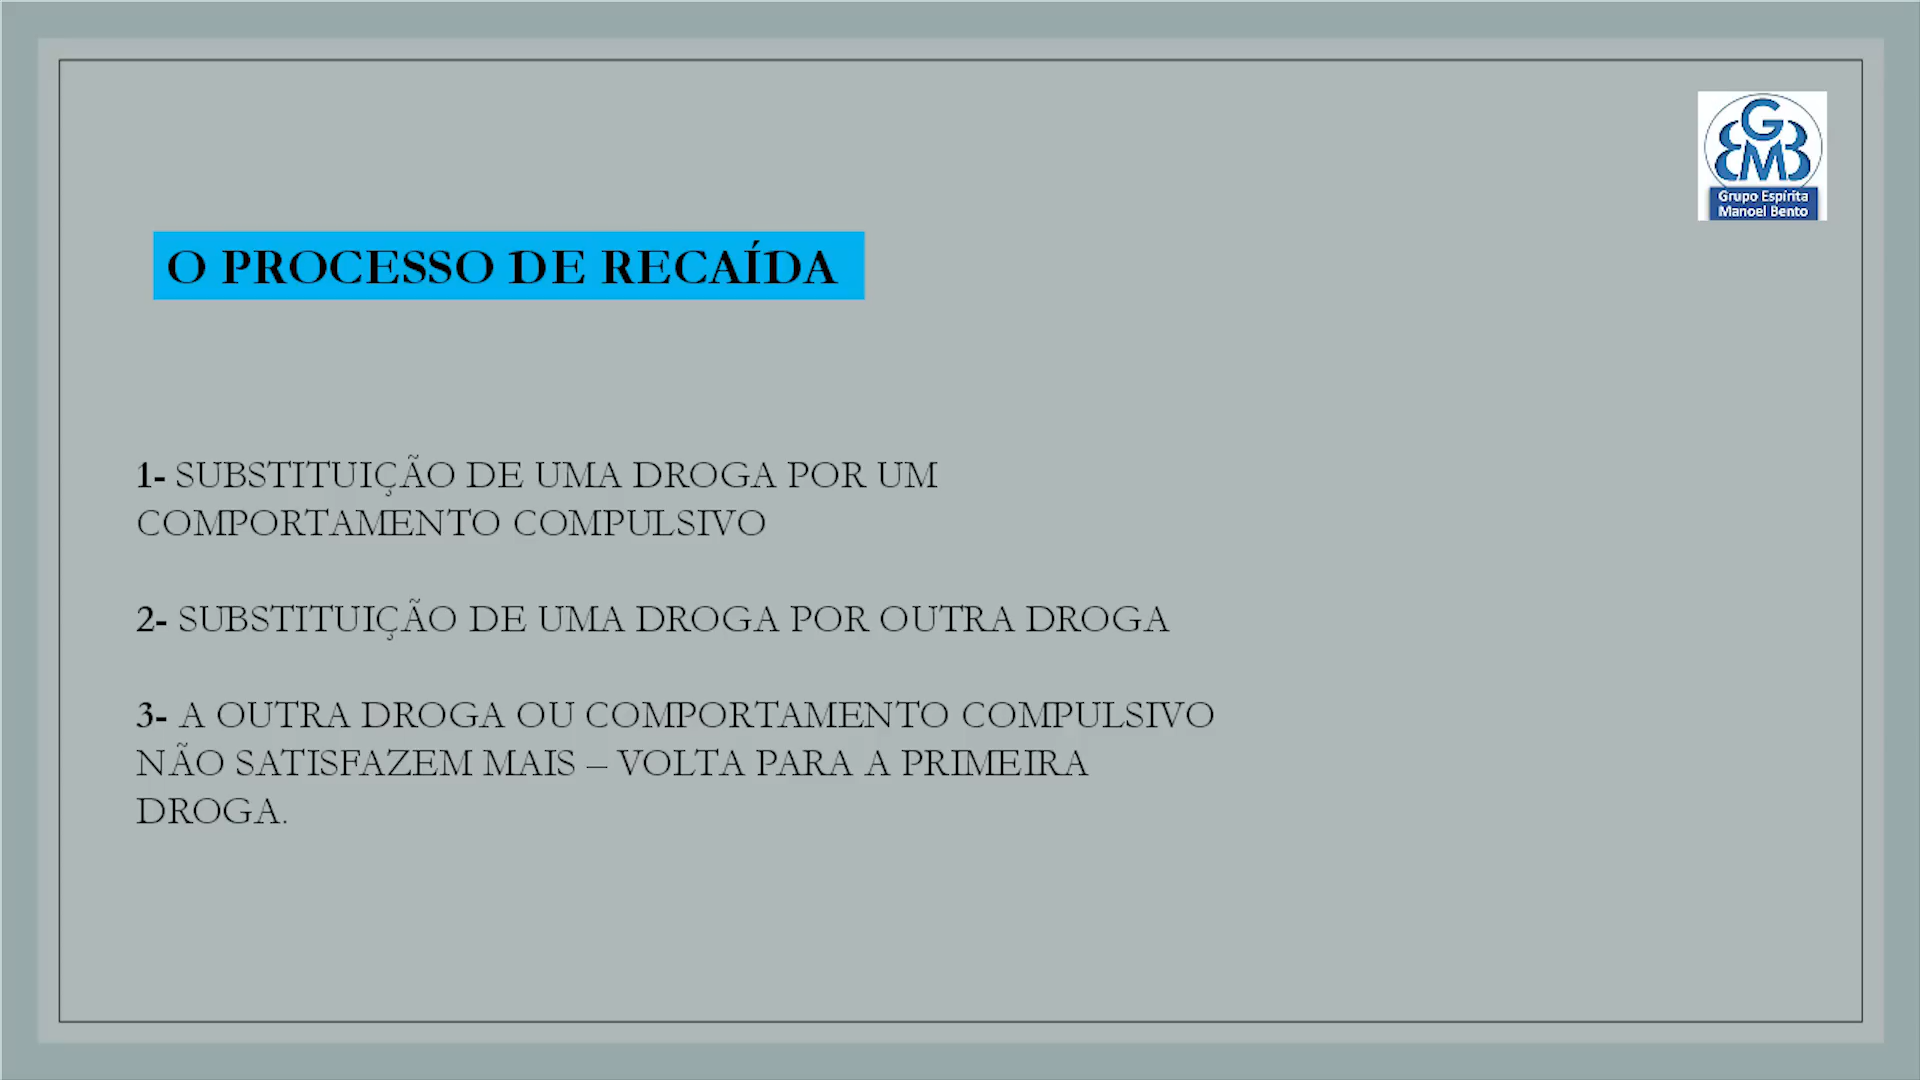 GEMB
Grupo Espírita
Manoel Bento
O PROCESSO DE RECAÍDA
1- SUBSTITUIÇÃO DE UMA DROGA POR UM
COMPORTAMENTO COMPULSIVO
2- SUBSTITUIÇÃO DE UMA DROGA POR OUTRA DROGA
3- A OUTRA DROGA OU COMPORTAMENTO COMPULSIVO
NÃO SATISFAZEM MAIS – VOLTA PARA A PRIMEIRA
DROGA.